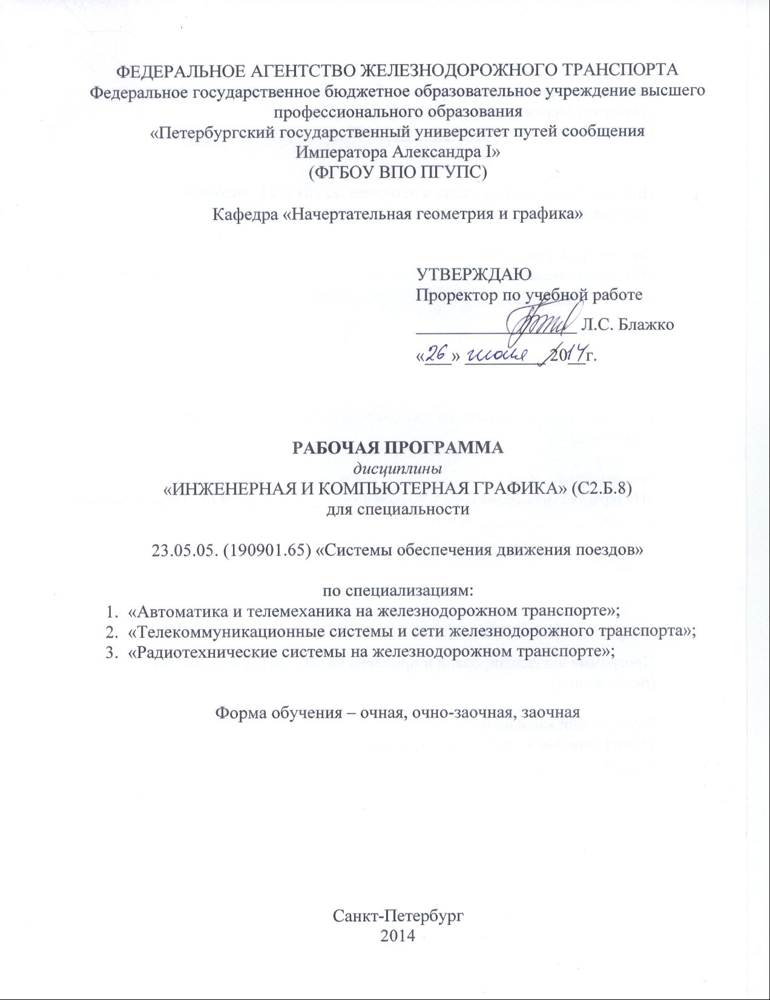 ФЕДЕРАЛЬНОЕ АГЕНТСТВО ЖЕЛЕЗНОДОРОЖНОГО ТРАНСПОРТА
Федеральное государственное бюджетное образовательное учреждение высшего
профессионального образования
«Петербургский государственный университет путей сообщения
Императора Александра I»
(ФГБОУ ВПО ПГУПС)
Кафедра «Начертательная геометрия и графика»
УТВЕРЖДАЮ
Проректор по учебной работе
Л.С. Блажко
«26» 2014г.
РАБОЧАЯ ПРОГРАММА
дисциплины
«ИНЖЕНЕРНАЯ И КОМПЬЮТЕРНАЯ ГРАФИКА» (С2.Б.8)
для специальности
23.05.05. (190901.65) «Системы обеспечения движения поездов»
по специализациям:
1. «Автоматика и телемеханика на железнодорожном транспорте»;
2. «Телекоммуникационные системы и сети железнодорожного транспорта»;
3. «Радиотехнические системы на железнодорожном транспорте»;
Форма обучения – очная, очно-заочная, заочная
Санкт-Петербург
2014